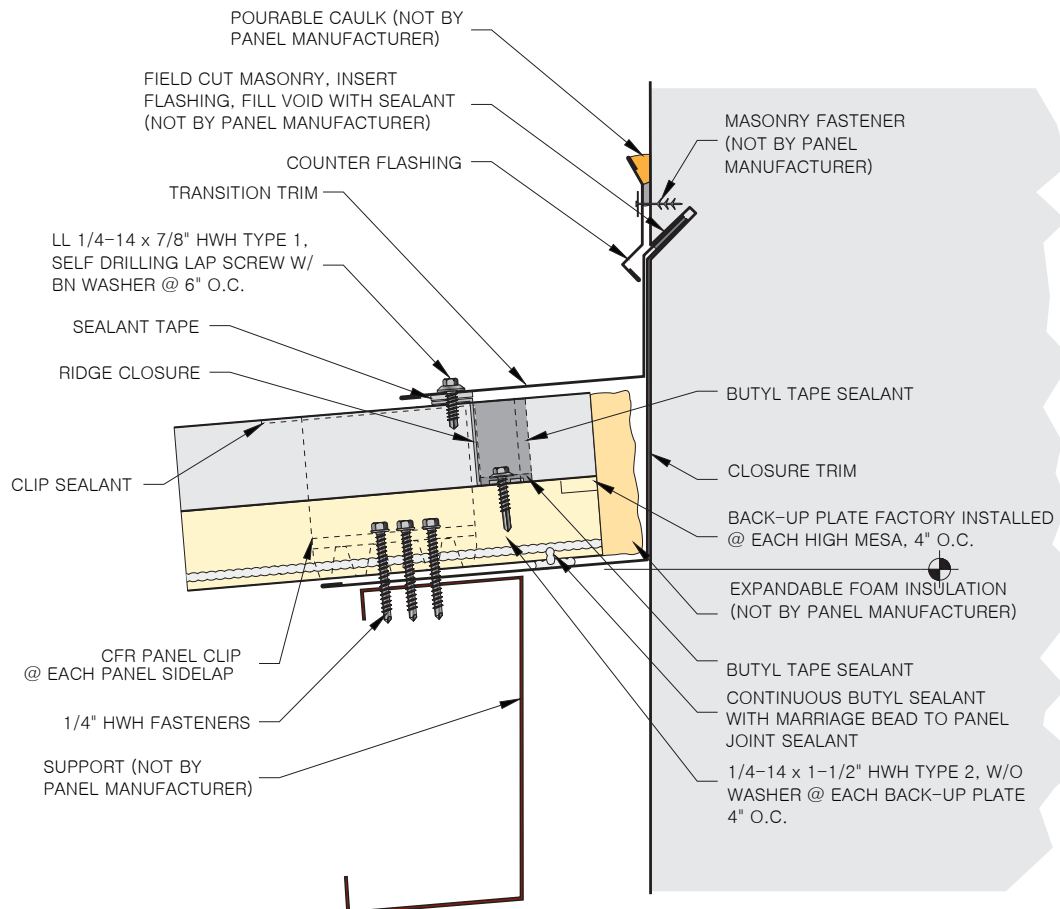 POURABLE CAULK (NOT BY
PANEL MANUFACTURER)
FIELD CUT MASONRY, INSERT
FLASHING, FILL VOID WITH SEALANT
(NOT BY PANEL MANUFACTURER)
COUNTER FLASHING
TRANSITION TRIM
LL 1/4-14 x 7/8" HWH TYPE 1,
SELF DRILLING LAP SCREW W/
BN WASHER @ 6" O.C.
SEALANT TAPE
RIDGE CLOSURE
CLIP SEALANT
CFR PANEL CLIP
@ EACH PANEL SIDELAP
1/4" HWH FASTENERS
SUPPORT (NOT BY
PANEL MANUFACTURER)
MASONRY FASTENER
(NOT BY PANEL
MANUFACTURER)
BUTYL TAPE SEALANT
CLOSURE TRIM
BACK-UP PLATE FACTORY INSTALLED
@ EACH HIGH MESA, 4" O.C.
EXPANDABLE FOAM INSULATION
(NOT BY PANEL MANUFACTURER)
BUTYL TAPE SEALANT
CONTINUOUS BUTYL SEALANT
WITH MARRIAGE BEAD TO PANEL
JOINT SEALANT
1/4-14 x 1-1/2" HWH TYPE 2, W/O
WASHER @ EACH BACK-UP PLATE
4" O.C.